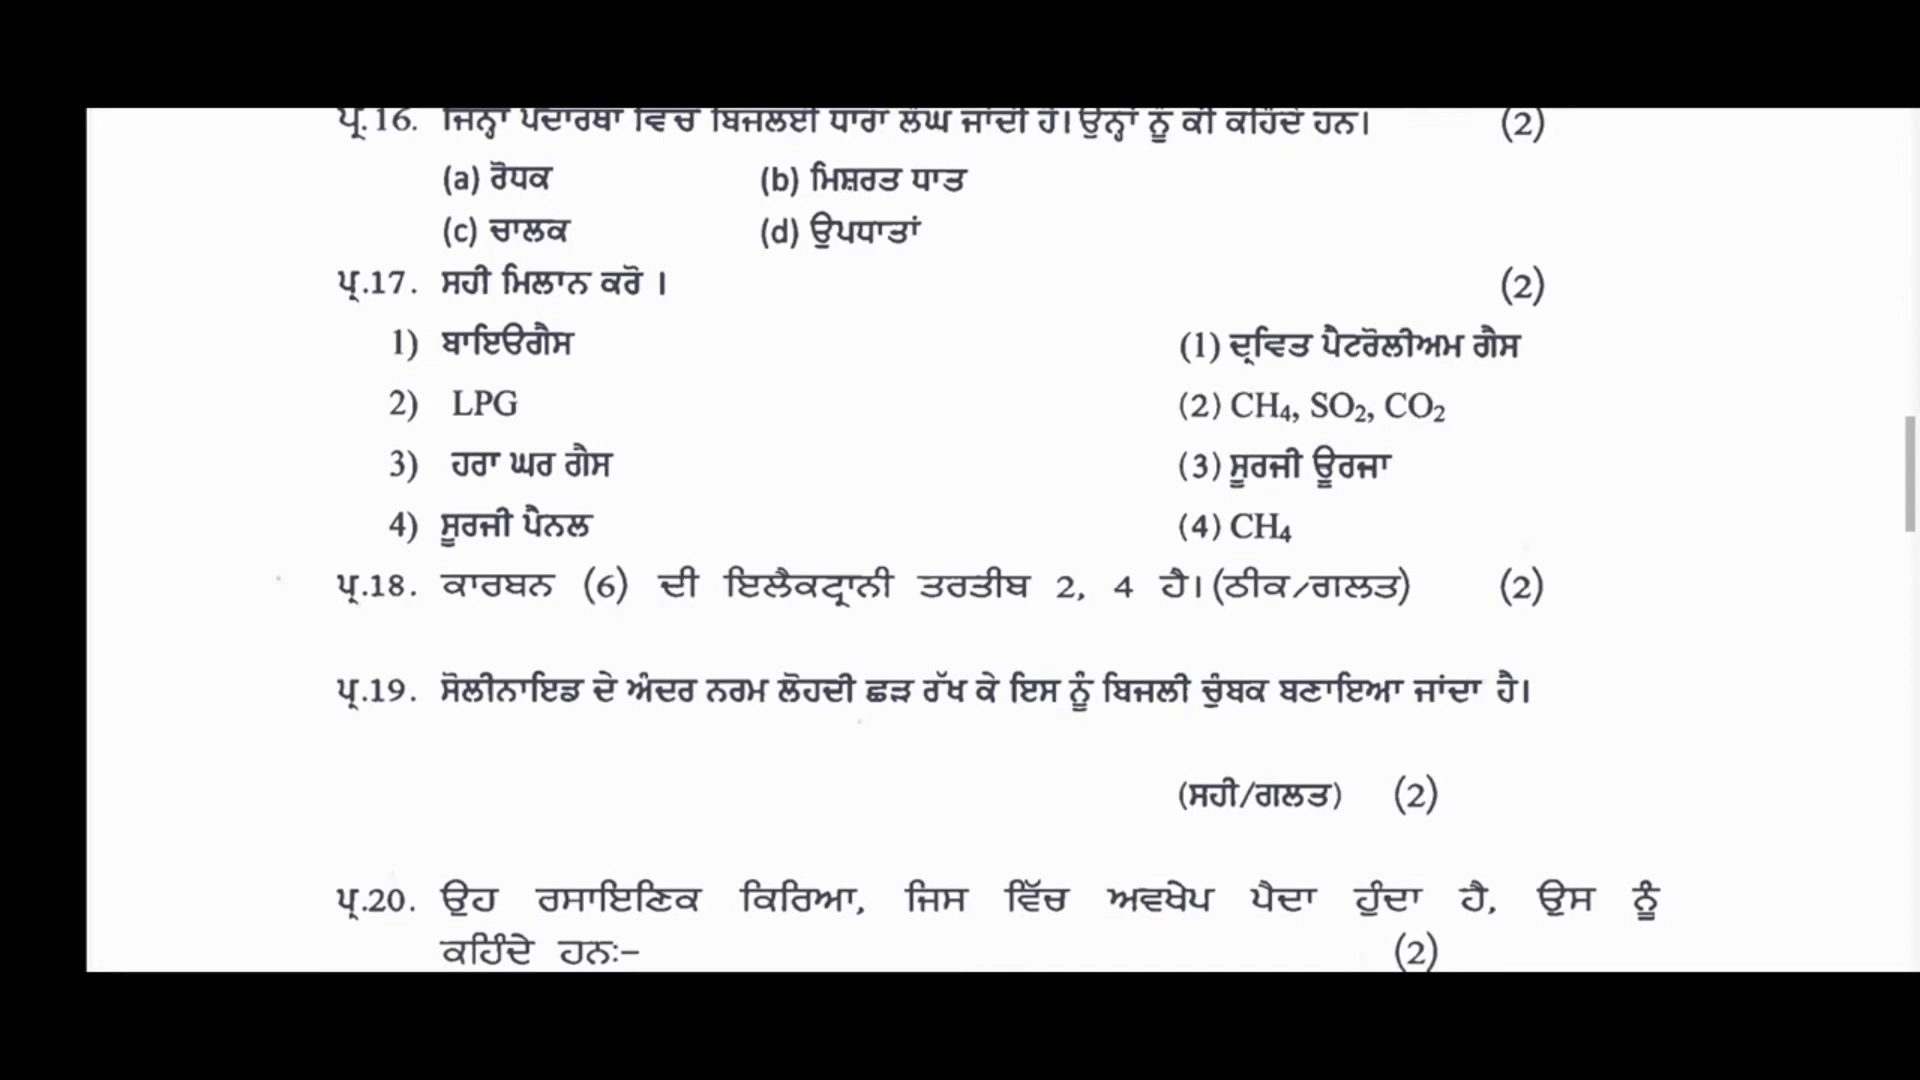 ਪ੍ਰ.16. ਜਿਨ੍ਹਾਂ ਪਦਾਰਥਾਂ ਵਿਚ ਬਿਜਲਈ ਧਾਰਾ ਲੰਘ ਜਾਂਦੀ ਹੈ। ਉਨ੍ਹਾਂ ਨੂੰ ਕੀ ਕਹਿੰਦੇ ਹਨ। (2)
(a) ਰੋਧਕ (b) ਮਿਸ਼ਰਤ ਧਾਤ
(c) ਚਾਲਕ (d) ਉਪਧਾਤਾਂ
ਪ੍ਰ.17. ਸਹੀ ਮਿਲਾਨ ਕਰੋ । (2)
1) ਬਾਇਓਗੈਸ (1) ਦ੍ਰਵਿਤ ਪੈਟਰੋਲੀਅਮ ਗੈਸ
2) LPG (2) CH₄, SO₂, CO₂
3) ਹਰਾ ਘਰ ਗੈਸ (3) ਸੂਰਜੀ ਊਰਜਾ
4) ਸੂਰਜੀ ਪੈਨਲ (4) CH₄
ਪ੍ਰ.18. ਕਾਰਬਨ (6) ਦੀ ਇਲੈਕਟ੍ਰਾਨੀ ਤਰਤੀਬ 2, 4 ਹੈ। (ਠੀਕ/ਗਲਤ) (2)
ਪ੍ਰ.19. ਸੋਲੀਨਾਇਡ ਦੇ ਅੰਦਰ ਨਰਮ ਲੋਹਦੀ ਛੜ ਰੱਖ ਕੇ ਇਸ ਨੂੰ ਬਿਜਲੀ ਚੁੰਬਕ ਬਣਾਇਆ ਜਾਂਦਾ ਹੈ।
(ਸਹੀ/ਗਲਤ) (2)
ਪ੍ਰ.20. ਉਹ ਰਸਾਇਣਿਕ ਕਿਰਿਆ, ਜਿਸ ਵਿੱਚ ਅਵਖੇਪ ਪੈਦਾ ਹੁੰਦਾ ਹੈ, ਉਸ ਨੂੰ
ਕਹਿੰਦੇ ਹਨ:– (2)